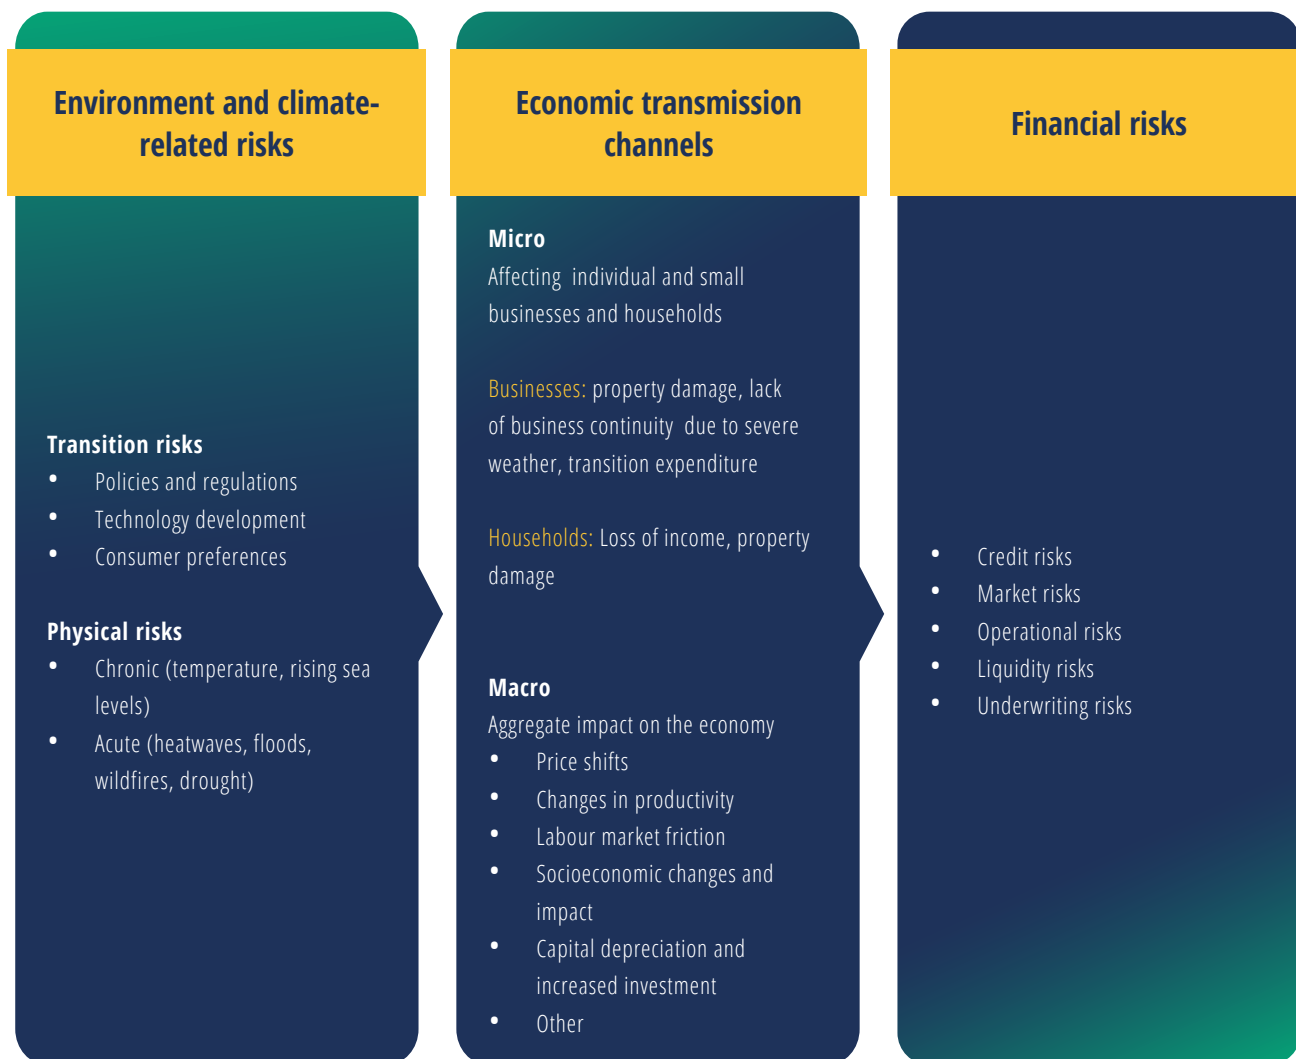 Environment and climate-
related risks
Transition risks
• Policies and regulations
• Technology development
• Consumer preferences
Physical risks
• Chronic (temperature, rising sea
levels)
• Acute (heatwaves, floods,
wildfires, drought)
Economic transmission
channels
Micro
Affecting individual and small
businesses and households
Businesses: property damage, lack
of business continuity due to severe
weather, transition expenditure
Households: Loss of income, property
damage
Macro
Aggregate impact on the economy
• Price shifts
• Changes in productivity
• Labour market friction
• Socioeconomic changes and
impact
• Capital depreciation and
increased investment
• Other
Financial risks
• Credit risks
• Market risks
• Operational risks
• Liquidity risks
• Underwriting risks